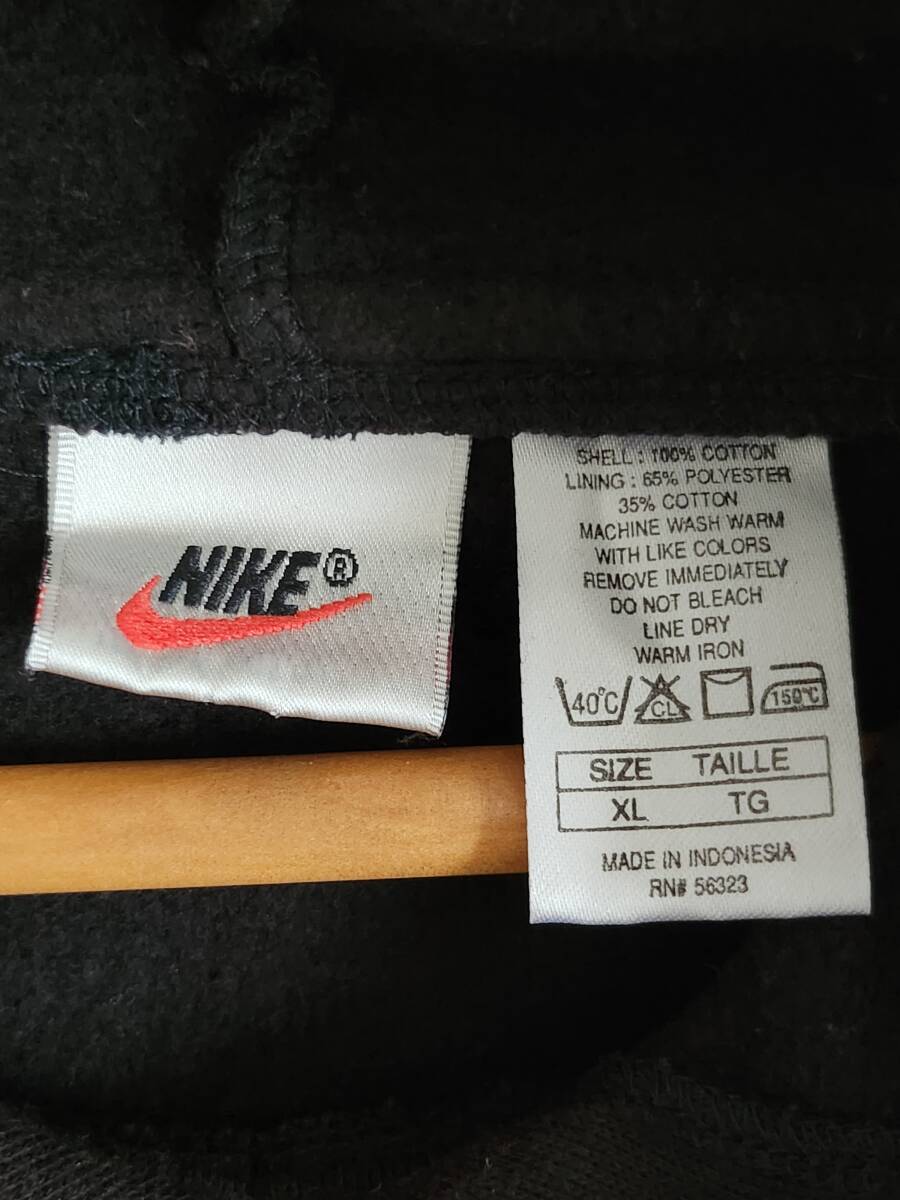 NIKE®
SHELL : 100% COTTON
LINING : 65% POLYESTER
35% COTTON
MACHINE WASH WARM
WITH LIKE COLORS
REMOVE IMMEDIATELY
DO NOT BLEACH
LINE DRY
WARM IRON
40°C CL 150°C
SIZE TAILLE
XL TG
MADE IN INDONESIA
RN# 56323